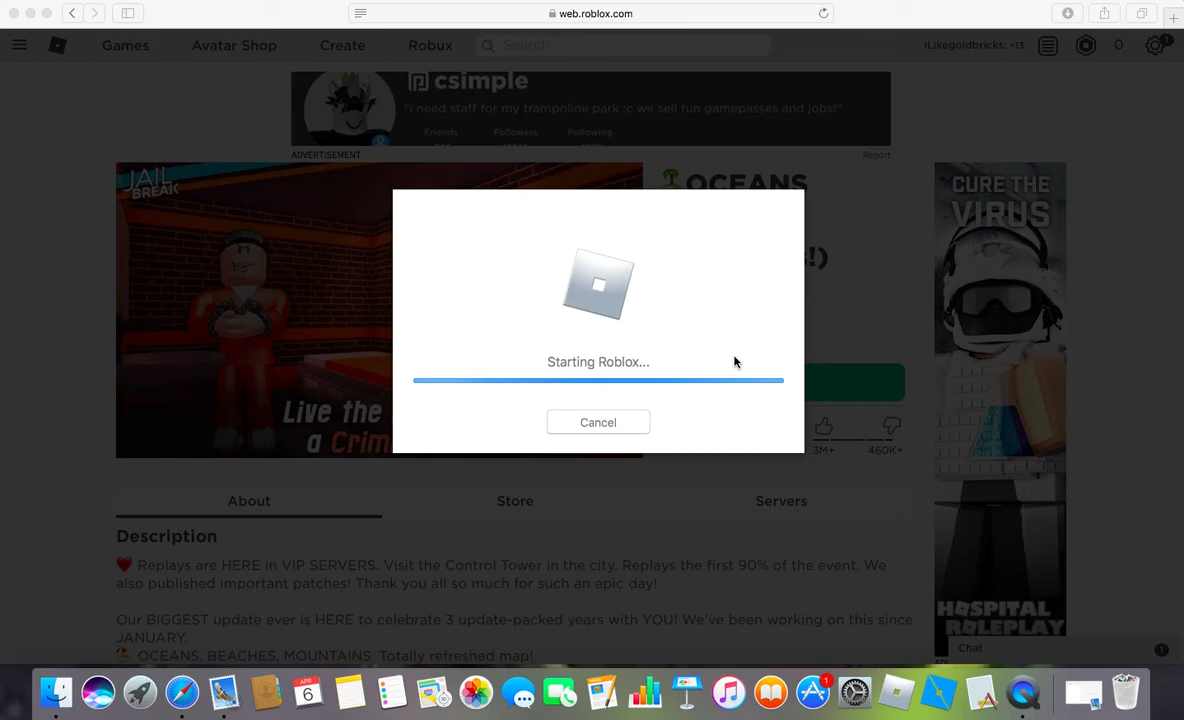 web.roblox.com
Games
Avatar Shop
Create
Robux
Search
ILikegoldbricks: <13
0
1
csimple
"i need staff for my trampoline park :c we sell fun gamepasses and jobs!"
Friends
Followers
Following
ADVERTISEMENT
Report
JAIL
BREAK
Live the
a Crim
OCEANS
!)
Starting Roblox...
Cancel
3M+
460K+
CURE THE
VIRUS
HOSPITAL
ROLEPLAY
About
Store
Servers
Description
❤️ Replays are HERE in VIP SERVERS. Visit the Control Tower in the city. Replays the first 90% of the event. We
also published important patches! Thank you all so much for such an epic day!
Our BIGGEST update ever is HERE to celebrate 3 update-packed years with YOU! We've been working on this since
JANUARY.
🏝️ OCEANS, BEACHES, MOUNTAINS. Totally refreshed map!
Chat
1
APR
6
1